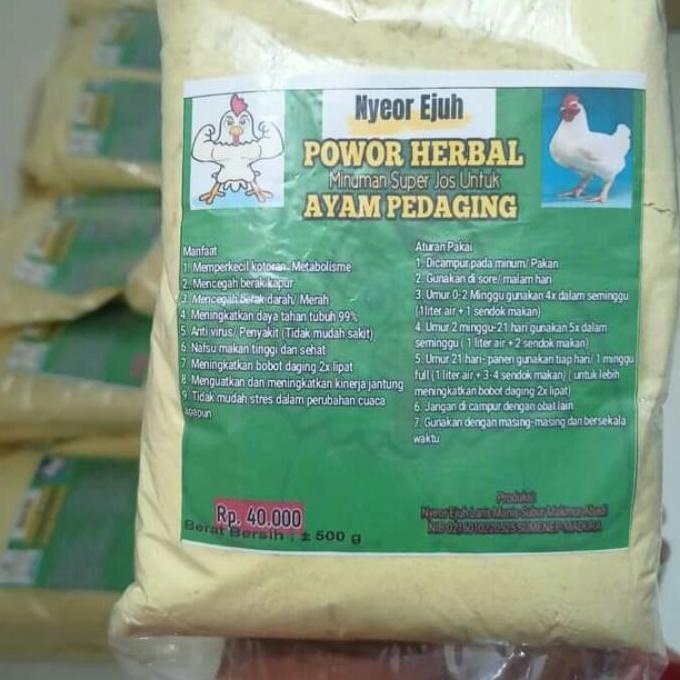 Nyeor Ejuh
POWOR HERBAL
Minuman Super Jos Untuk
AYAM PEDAGING
Manfaat
1. Memperkecil kotoran Metabolisme
2. Mencegah berak kapur
3. Mencegah berak darah/ Merah
4. Meningkatkan daya tahan tubuh 99%
5. Anti virus/ Penyakit (Tidak mudah sakit)
6. Nafsu makan tinggi dan sehat
7. Meningkatkan bobot daging 2x lipat
8. Menguatkan dan meningkatkan kinerja jantung
9. Tidak mudah stres dalam perubahan cuaca
apapun
Aturan Pakai
1. Dicampur pada minum/ Pakan
2. Gunakan di sore/ malam hari
3. Umur 0-2 Minggu gunakan 4x dalam seminggu
(1liter air + 1 sendok makan)
4. Umur 2 minggu-21 hari gunakan 5x dalam
seminggu ( 1 liter air + 2 sendok makan)
5. Umur 21 hari- panen gunakan tiap hari/ 1 minggu
full ( 1 liter air + 3-4 sendok makan) ( untuk lebih
meningkatkan bobot daging 2x lipat)
6. Jangan di campur dengan obat lain
7. Gunakan dengan masing-masing dan bersekala
waktu
Rp. 40.000
Berat Bersih : ± 500 g
Produksi
Nyeor Ejuh Laris Manis Subur Makmur
SUMENEP-MADURA